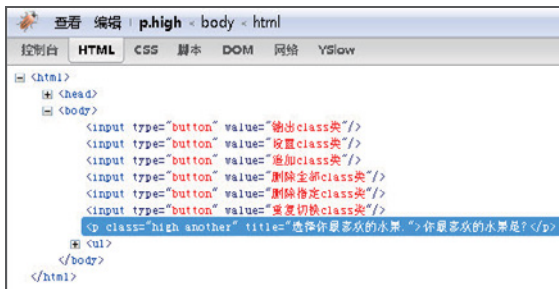 查看 编辑 p.high < body < html
控制台 HTML CSS 脚本 DOM 网络 YSlow
<html>
<head>
<body>
<input type="button" value="输出class类"/>
<input type="button" value="设置class类"/>
<input type="button" value="追加class类"/>
<input type="button" value="删除全部class类"/>
<input type="button" value="删除指定class类"/>
<input type="button" value="重复切换class类"/>
<p class="high another" title="选择你最喜欢的水果." >你最喜欢的水果是?</p>
<ul>
</body>
</html>